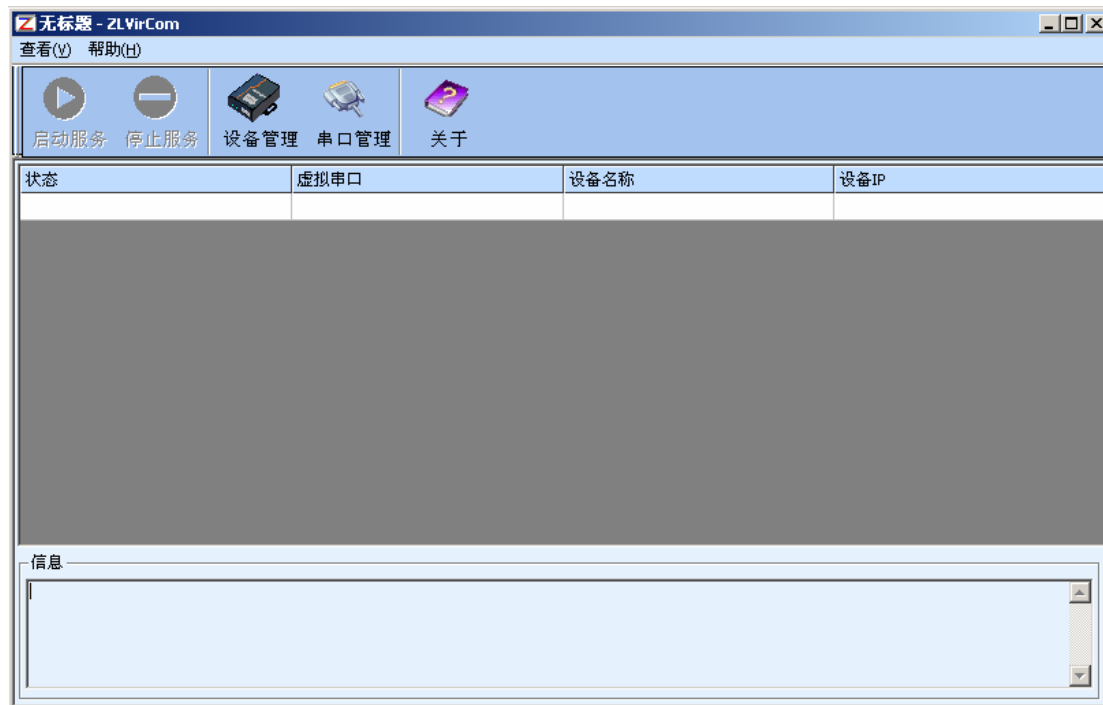 无标题 - ZLVirCom
查看(V) 帮助(H)
启动服务 停止服务 设备管理 串口管理 关于
状态 虚拟串口 设备名称 设备IP
信息